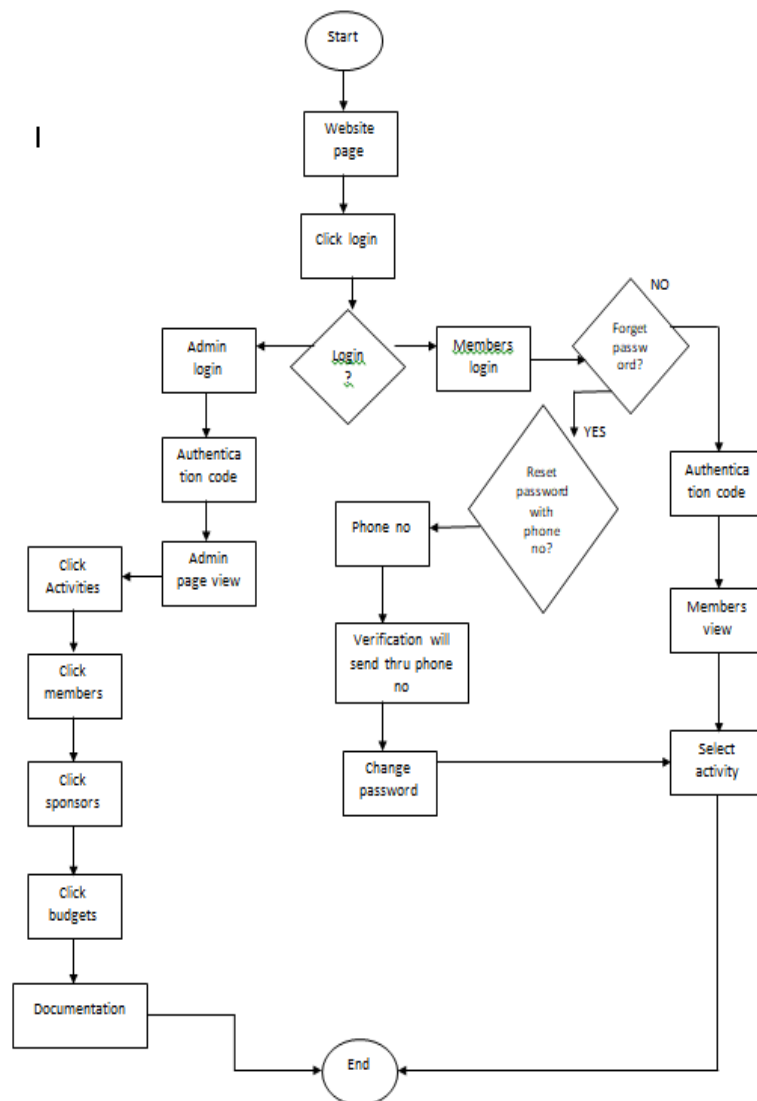 Start
Website
page
Click login
NO
Forget
passw
ord?
Admin
login
Login
?
Members
login
YES
Authentica
tion code
Reset
password
with
phone
no?
Authentica
tion code
Phone no
Admin
page view
Click
Activities
Members
view
Verification will
send thru phone
no
Click
members
Select
activity
Change
password
Click
sponsors
Click
budgets
Documentation
End